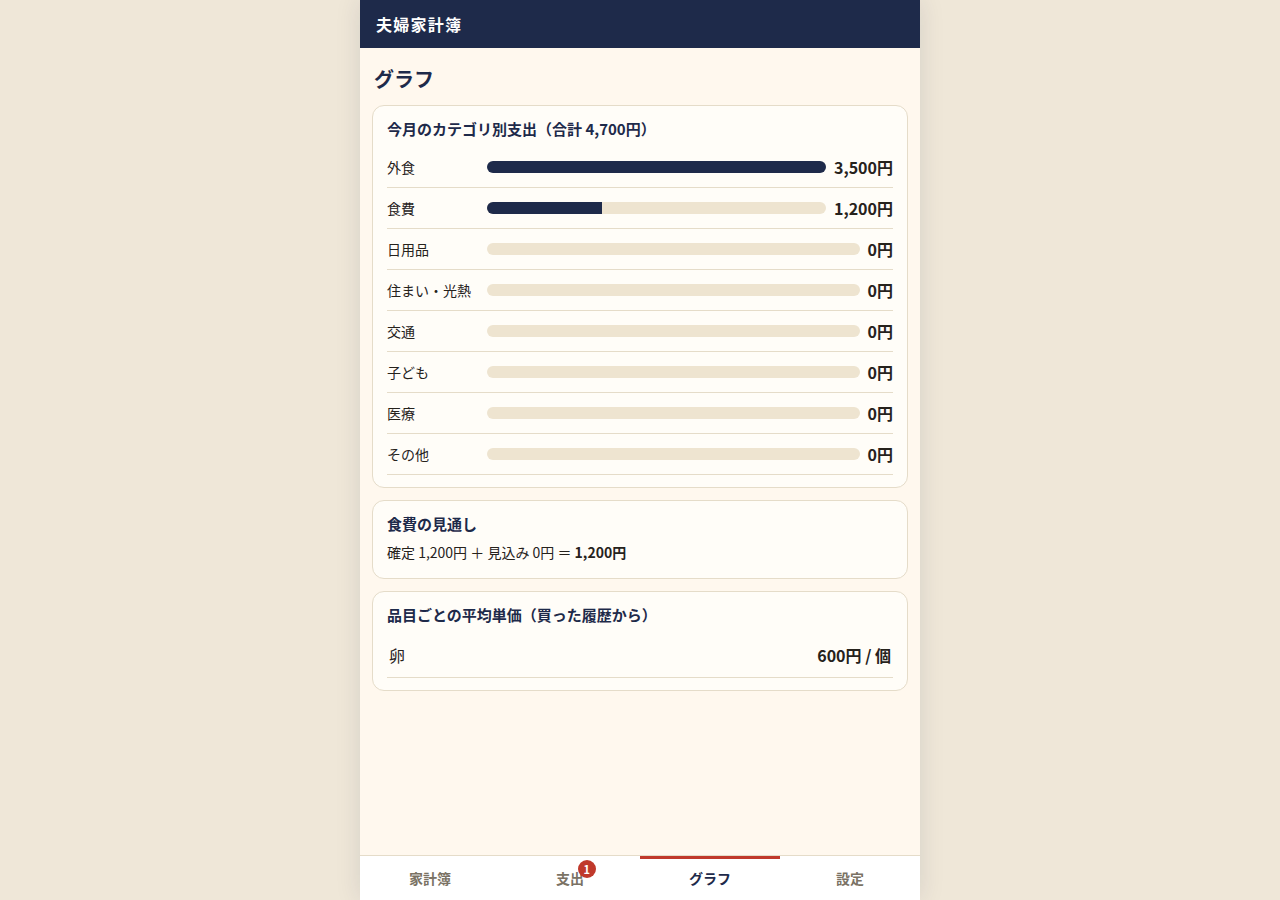 夫婦家計簿
グラフ
今月のカテゴリ別支出（合計 4,700円）
外食 3,500円
食費 1,200円
日用品 0円
住まい・光熱 0円
交通 0円
子ども 0円
医療 0円
その他 0円
食費の見通し
確定 1,200円 ＋ 見込み 0円 ＝ 1,200円
品目ごとの平均単価（買った履歴から）
卵 600円 / 個
家計簿 支出 1 グラフ 設定